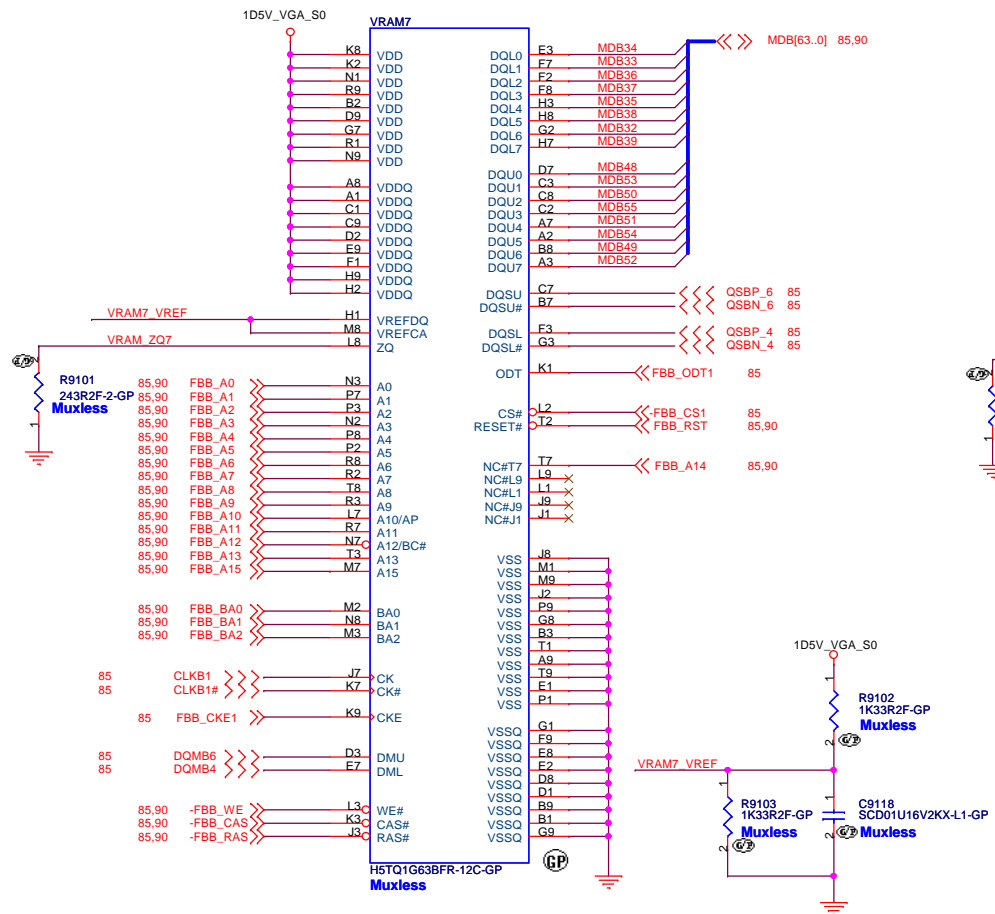 1D5V_VGA_S0
VRAM7
K8 VDD DQL0 E3 MDB34 MDB[63..0] 85,90
K2 VDD DQL1 F7 MDB33
N1 VDD DQL2 F2 MDB36
R9 VDD DQL3 F8 MDB37
B2 VDD DQL4 H3 MDB35
D9 VDD DQL5 H8 MDB38
G7 VDD DQL6 G2 MDB32
R1 VDD DQL7 H7 MDB39
N9 VDD
A8 VDDQ DQU0 D7 MDB48
A1 VDDQ DQU1 C3 MDB53
C1 VDDQ DQU2 C8 MDB50
C9 VDDQ DQU3 C2 MDB55
D2 VDDQ DQU4 A7 MDB51
E9 VDDQ DQU5 A2 MDB54
F1 VDDQ DQU6 B8 MDB49
H9 VDDQ DQU7 A3 MDB52
H2 VDDQ
DQSU C7 QSBP_6 85
DQSU# B7 QSBN_6 85
VRAM7_VREF H1 VREFDQ
M8 VREFCA DQSL F3 QSBP_4 85
VRAM_ZQ7 L8 ZQ DQSL# G3 QSBN_4 85
ODT K1 FBB_ODT1 85
2
R9101
243R2F-2-GP
Muxless
1
85,90 FBB_A0 N3 A0
85,90 FBB_A1 P7 A1
85,90 FBB_A2 P3 A2 CS# L2 -FBB_CS1 85
85,90 FBB_A3 N2 A3 RESET# T2 FBB_RST 85,90
85,90 FBB_A4 P8 A4
85,90 FBB_A5 P2 A5
85,90 FBB_A6 R8 A6 NC#T7 T7 FBB_A14 85,90
85,90 FBB_A7 R2 A7 NC#L9 L9
85,90 FBB_A8 T8 A8 NC#L1 L1
85,90 FBB_A9 R3 A9 NC#J9 J9
85,90 FBB_A10 L7 A10/AP NC#J1 J1
85,90 FBB_A11 R7 A11
85,90 FBB_A12 N7 A12/BC#
85,90 FBB_A13 T3 A13
85,90 FBB_A15 M7 A15
VSS J8
VSS M1
VSS M9
VSS J2
85,90 FBB_BA0 M2 BA0 VSS P9
85,90 FBB_BA1 N8 BA1 VSS G8
85,90 FBB_BA2 M3 BA2 VSS B3
VSS T1
VSS A9
85 CLKB1 J7 CK VSS T9
85 CLKB1# K7 CK# VSS E1
VSS P1
85 FBB_CKE1 K9 CKE
VSSQ G1
VSSQ F9
85 DQMB6 D3 DMU VSSQ E8
85 DQMB4 E7 DML VSSQ E2
VSSQ D8
VSSQ D1
85,90 -FBB_WE L3 WE# VSSQ B9
85,90 -FBB_CAS K3 CAS# VSSQ B1
85,90 -FBB_RAS J3 RAS# VSSQ G9
H5TQ1G63BFR-12C-GP
Muxless
GP
2
1
1D5V_VGA_S0
1
R9102
1K33R2F-GP
Muxless
2 G/P
VRAM7_VREF
1
R9103
1K33R2F-GP
Muxless
2 G/P
1
C9118
SCD01U16V2KX-L1-GP
Muxless
2 G/P